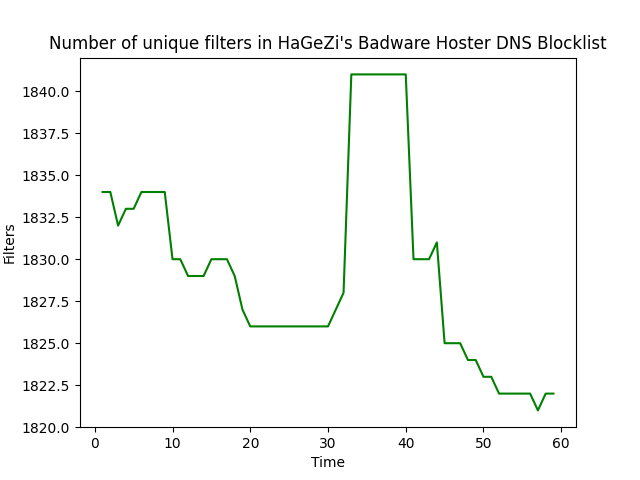 Number of unique filters in HaGeZi's Badware Hoster DNS Blocklist
1840.0
1837.5
1835.0
1832.5
1830.0
1827.5
1825.0
1822.5
1820.0
Filters
0 10 20 30 40 50 60
Time